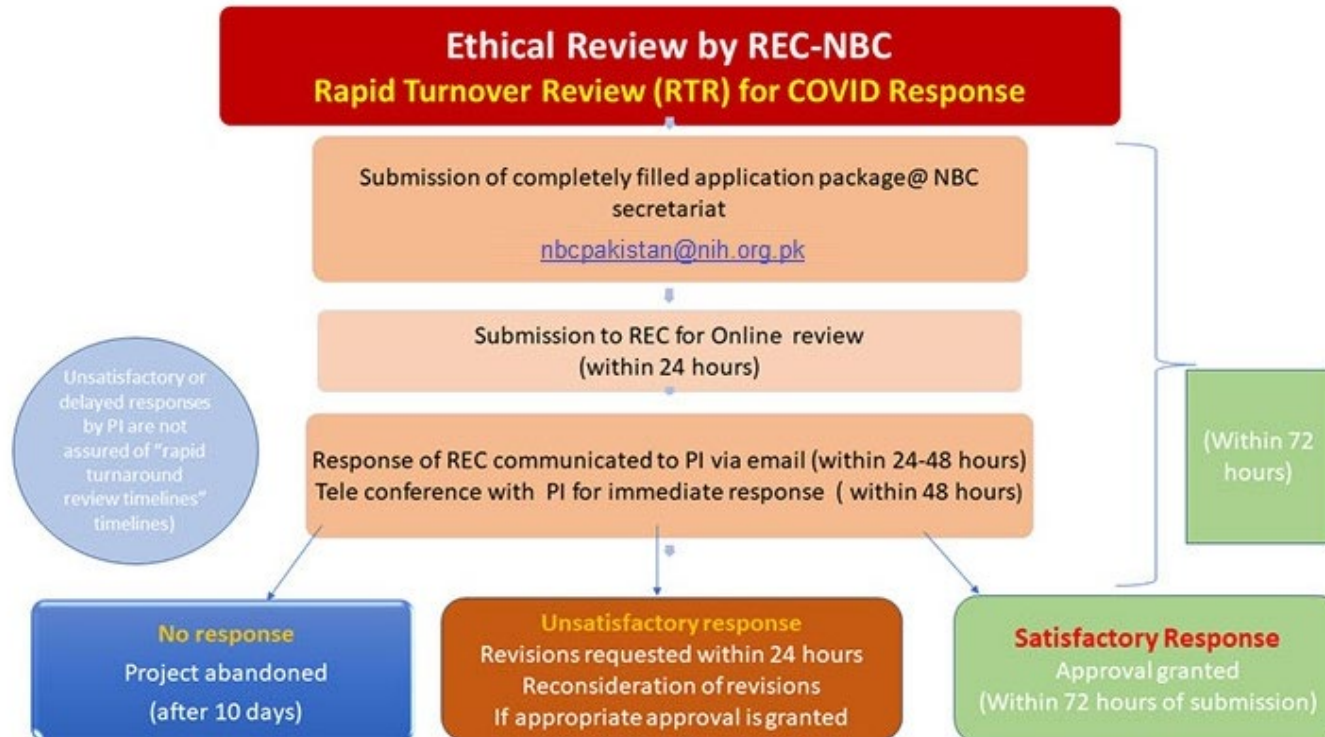 Ethical Review by REC-NBC
Rapid Turnover Review (RTR) for COVID Response
Submission of completely filled application package@ NBC
secretariat
nbcpakistan@nih.org.pk
Submission to REC for Online review
(within 24 hours)
Unsatisfactory or
delayed responses
by PI are not
assured of "rapid
turnaround
review timelines"
timelines)
Response of REC communicated to PI via email (within 24-48 hours)
Tele conference with PI for immediate response ( within 48 hours)
(Within 72
hours)
No response
Project abandoned
(after 10 days)
Unsatisfactory response
Revisions requested within 24 hours
Reconsideration of revisions
If appropriate approval is granted
Satisfactory Response
Approval granted
(Within 72 hours of submission)